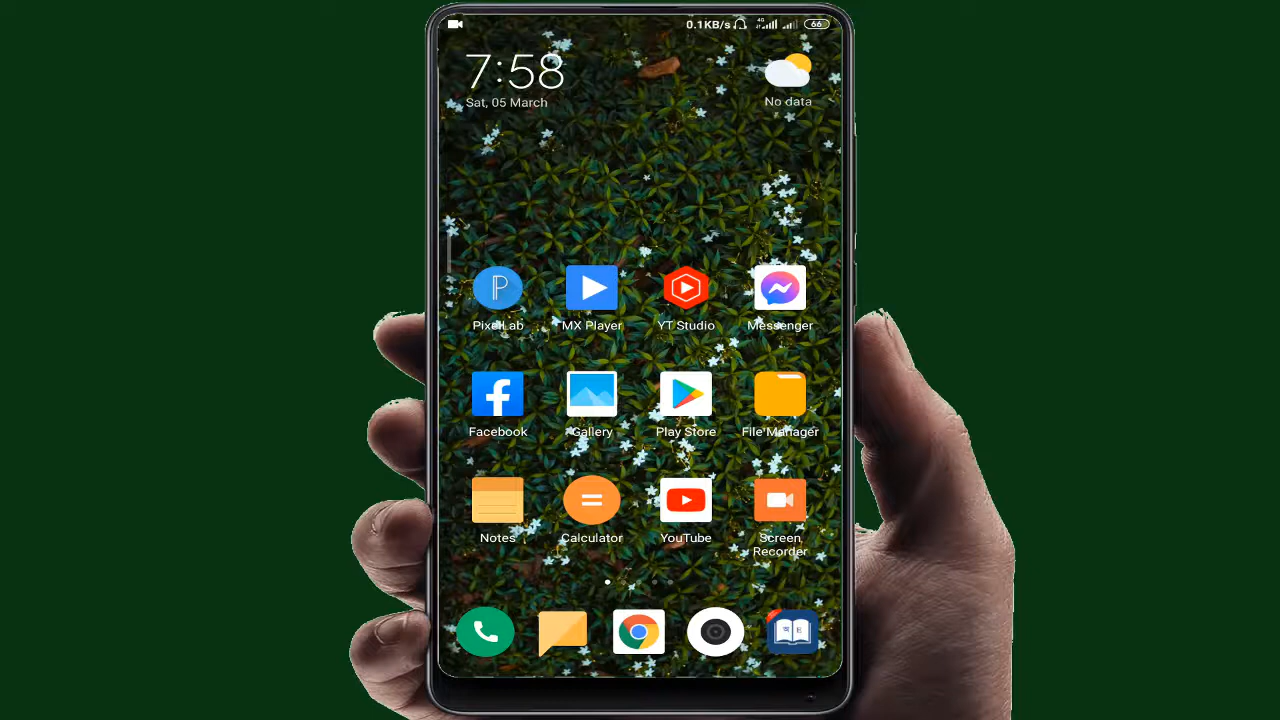 0.1KB/s 4G 66
7:58
Sat, 05 March
No data
PixelLab MX Player YT Studio Messenger
Facebook Gallery Play Store File Manager
Notes Calculator YouTube Screen
Recorder